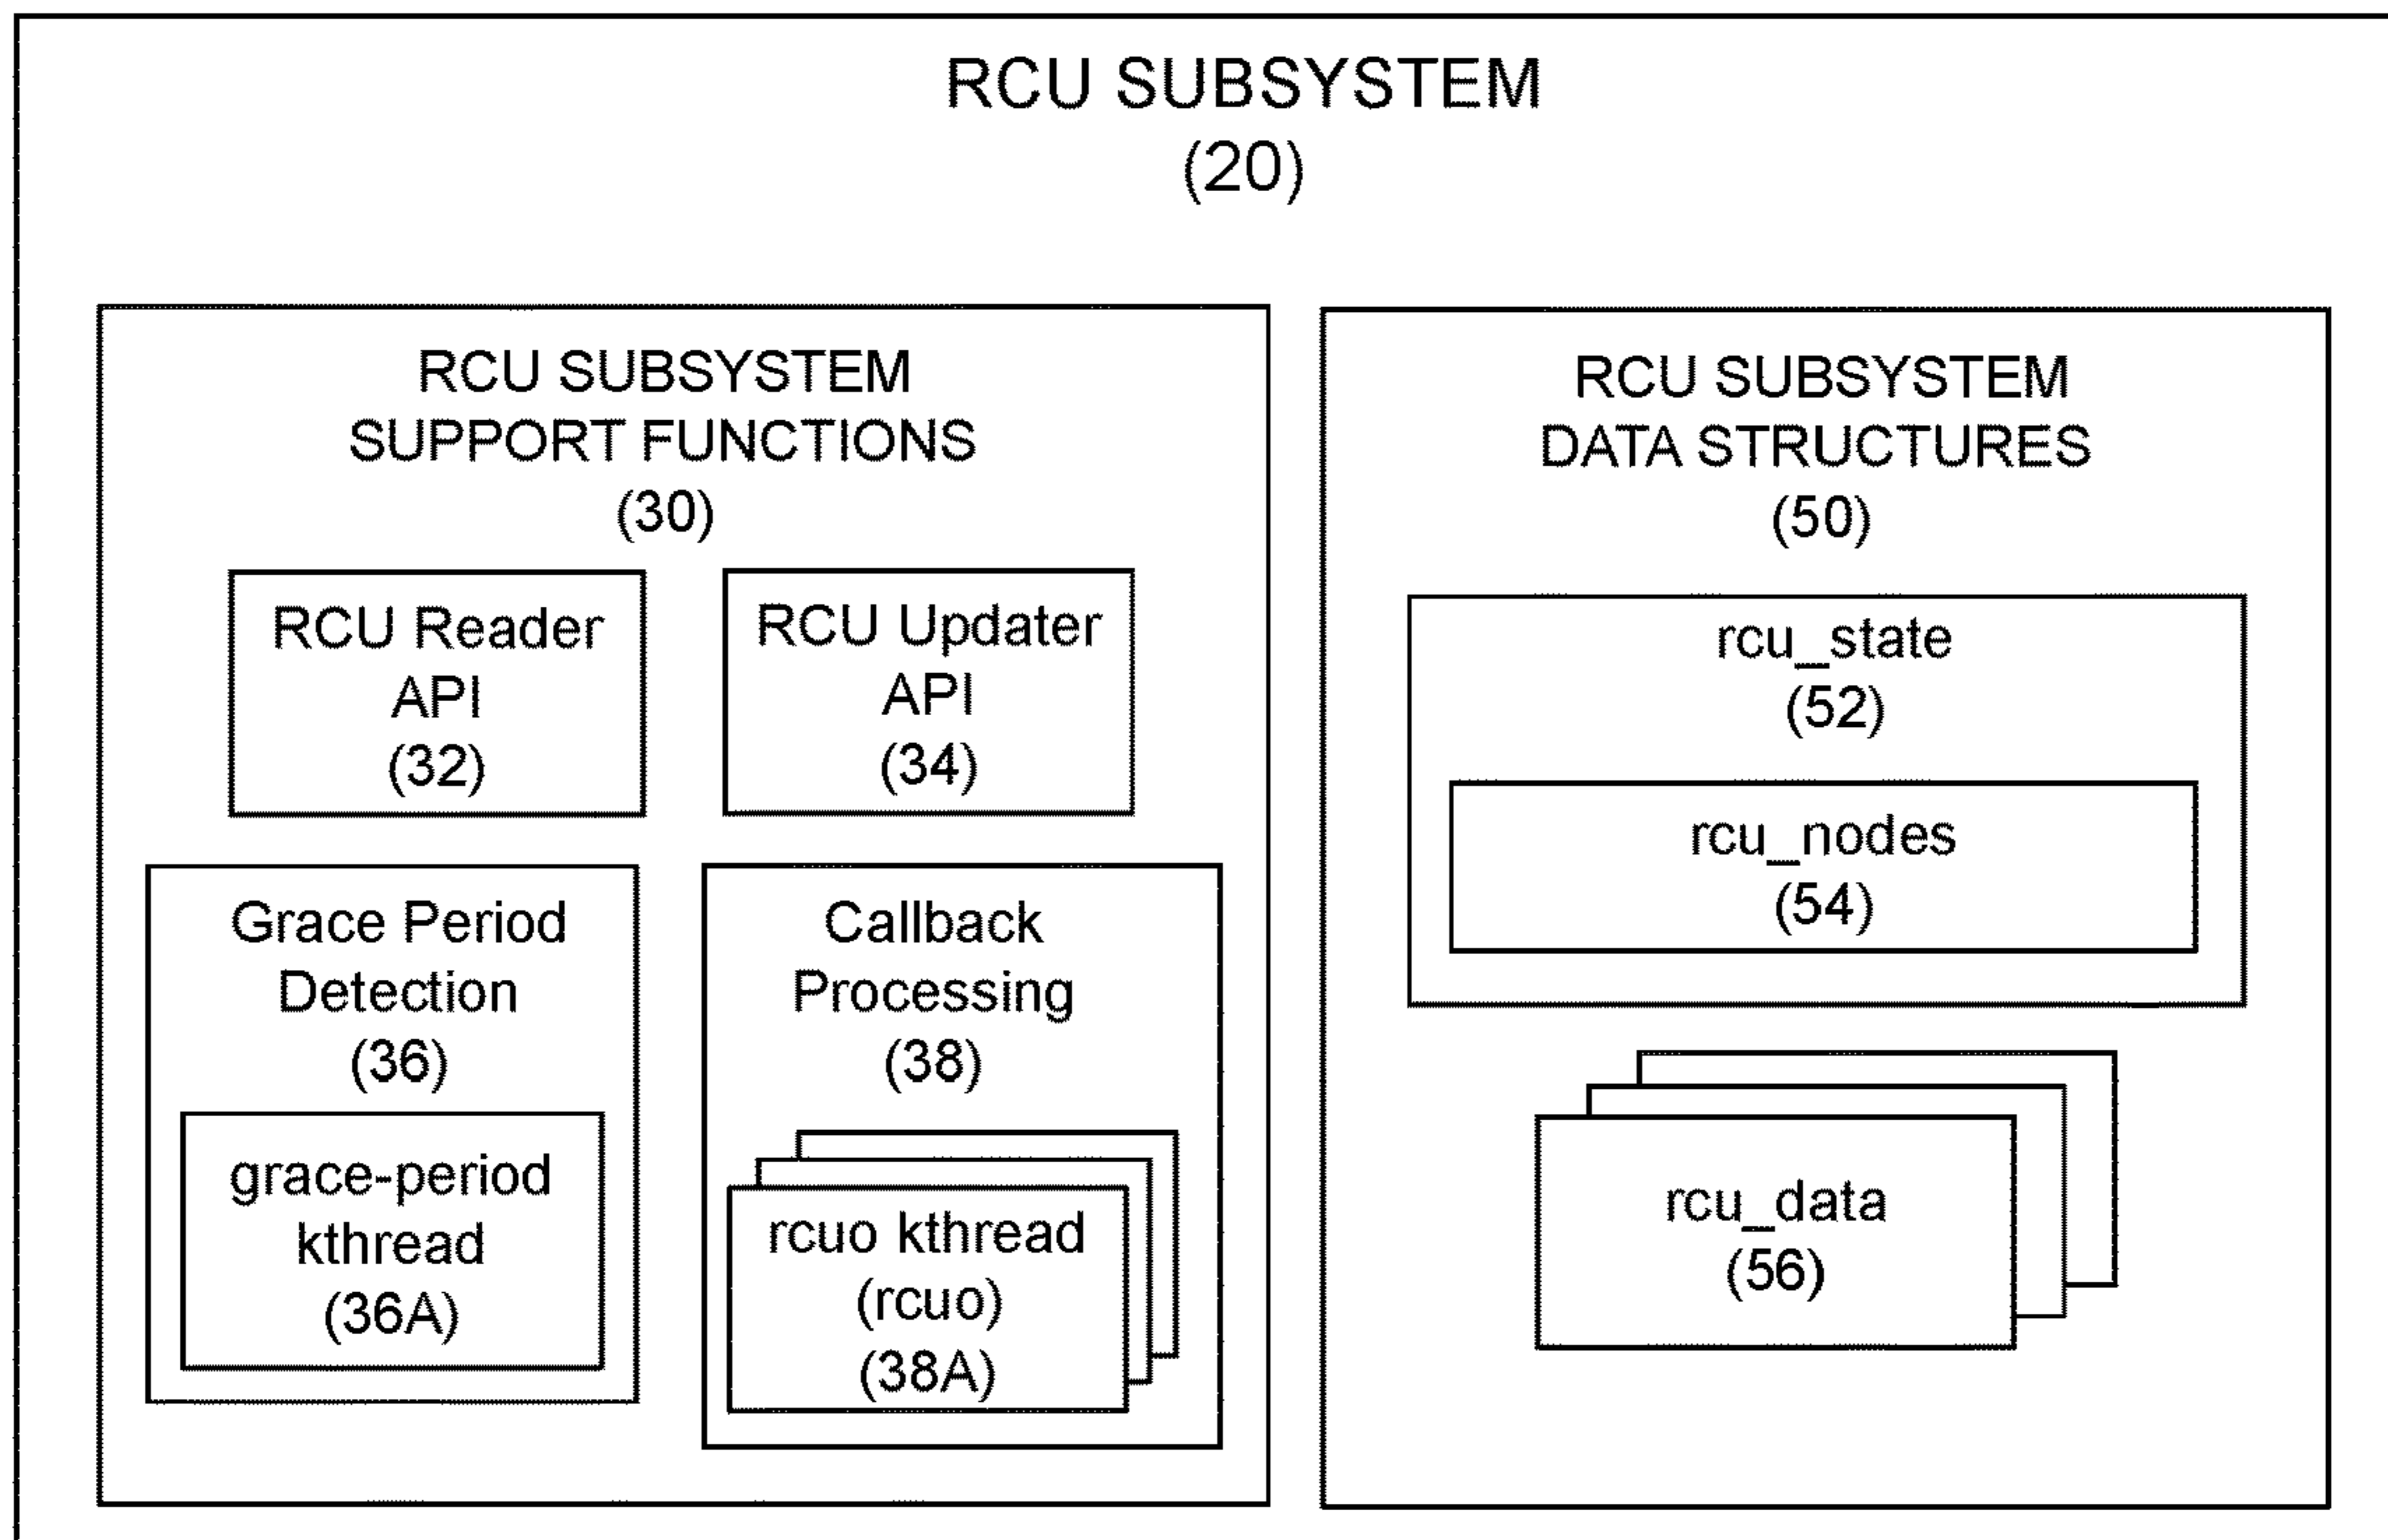 RCU SUBSYSTEM
(20)
RCU SUBSYSTEM
SUPPORT FUNCTIONS
(30)
RCU Reader
API
(32)
RCU Updater
API
(34)
Grace Period
Detection
(36)
grace-period
kthread
(36A)
Callback
Processing
(38)
rcuo kthread
(rcuo)
(38A)
RCU SUBSYSTEM
DATA STRUCTURES
(50)
rcu_state
(52)
rcu_nodes
(54)
rcu_data
(56)